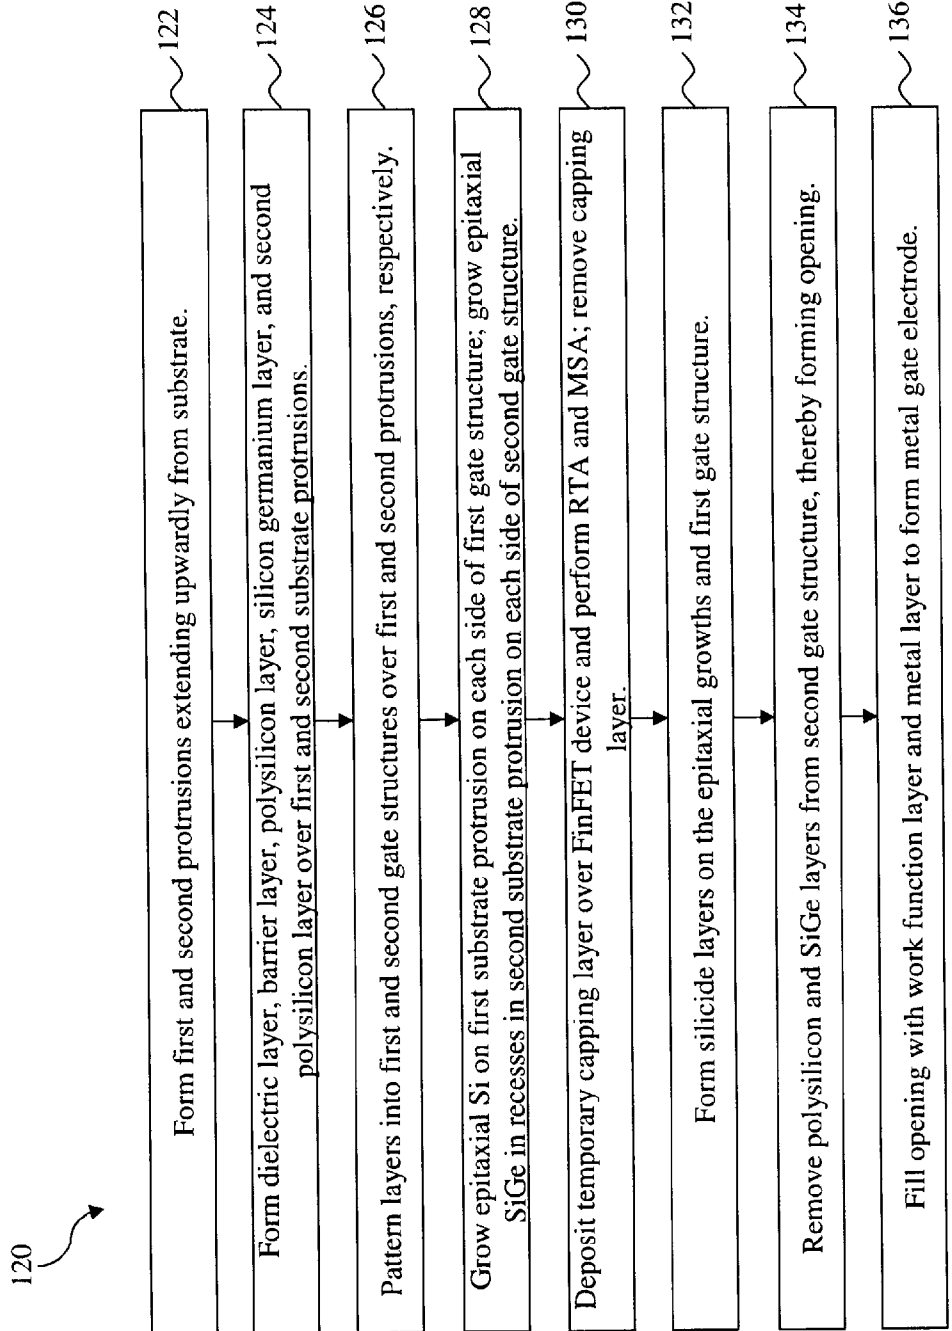 120
Form first and second protrusions extending upwardly from substrate.
122
Form dielectric layer, barrier layer, polysilicon layer, silicon germanium layer, and second
polysilicon layer over first and second substrate protrusions.
124
Pattern layers into first and second gate structures over first and second protrusions, respectively.
126
Grow epitaxial Si on first substrate protrusion on each side of first gate structure; grow epitaxial
SiGe in recesses in second substrate protrusion on each side of second gate structure.
128
Deposit temporary capping layer over FinFET device and perform RTA and MSA; remove capping
layer.
130
Form silicide layers on the epitaxial growths and first gate structure.
132
Remove polysilicon and SiGe layers from second gate structure, thereby forming opening.
134
Fill opening with work function layer and metal layer to form metal gate electrode.
136